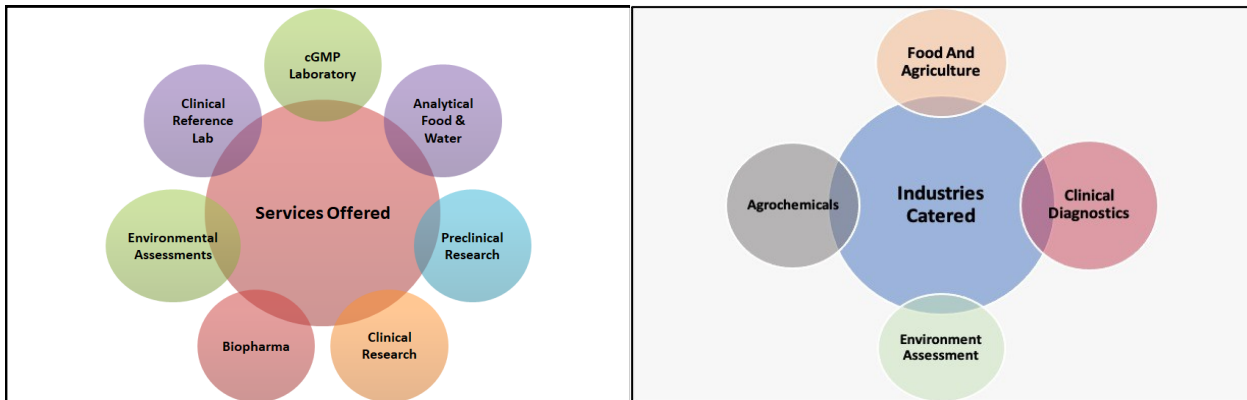 cGMP
Laboratory
Analytical
Food &
Water
Preclinical
Research
Clinical
Research
Biopharma
Environmental
Assessments
Clinical
Reference
Lab
Services Offered
Food And
Agriculture
Clinical
Diagnostics
Environment
Assessment
Agrochemicals
Industries
Catered